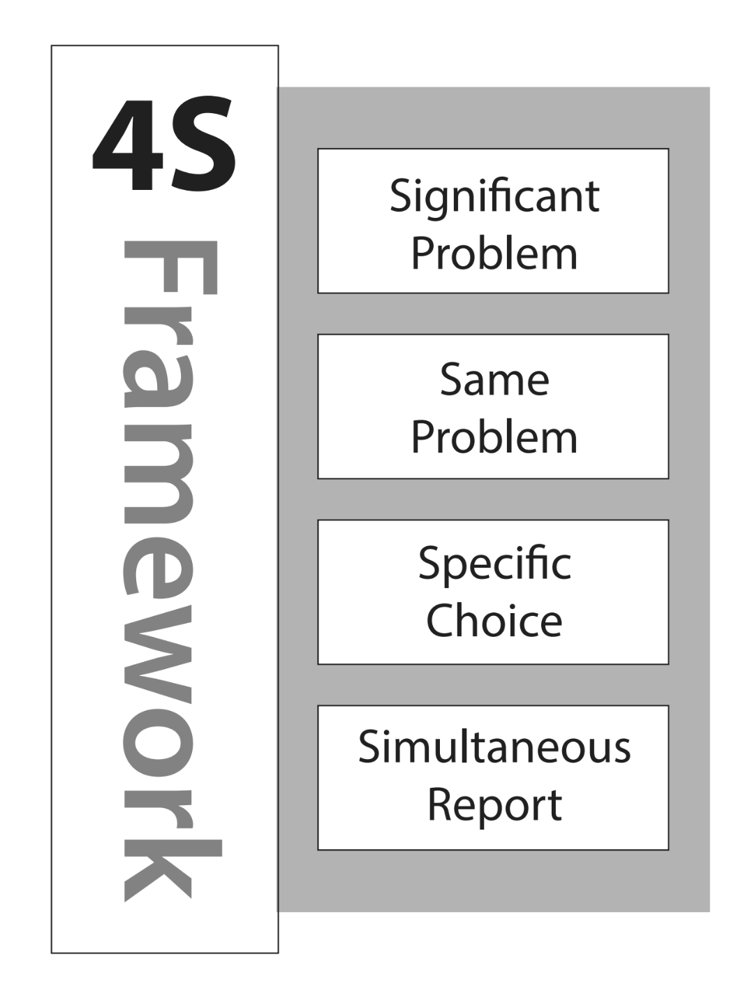 4S
Framework
Significant
Problem
Same
Problem
Specific
Choice
Simultaneous
Report